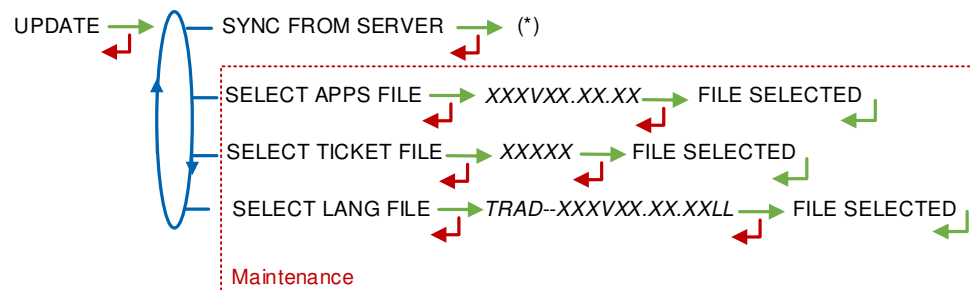 UPDATE SYNC FROM SERVER (*)
SELECT APPS FILE XXXVXX.XX.XX FILE SELECTED
SELECT TICKET FILE XXXXX FILE SELECTED
SELECT LANG FILE TRAD--XXXVXX.XX.XXLL FILE SELECTED
Maintenance